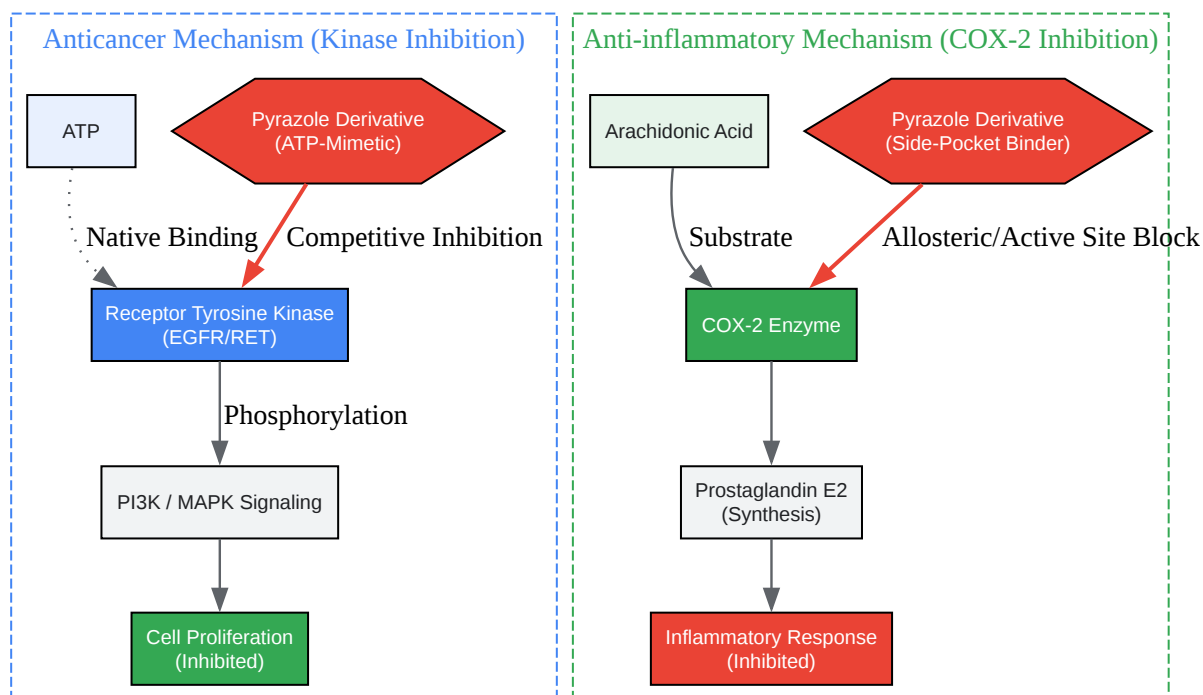 Anticancer Mechanism (Kinase Inhibition)
ATP
Pyrazole Derivative
(ATP-Mimetic)
Native Binding
Competitive Inhibition
Receptor Tyrosine Kinase
(EGFR/RET)
Phosphorylation
PI3K / MAPK Signaling
Cell Proliferation
(Inhibited)
Anti-inflammatory Mechanism (COX-2 Inhibition)
Arachidonic Acid
Pyrazole Derivative
(Side-Pocket Binder)
Substrate
Allosteric/Active Site Block
COX-2 Enzyme
Prostaglandin E2
(Synthesis)
Inflammatory Response
(Inhibited)